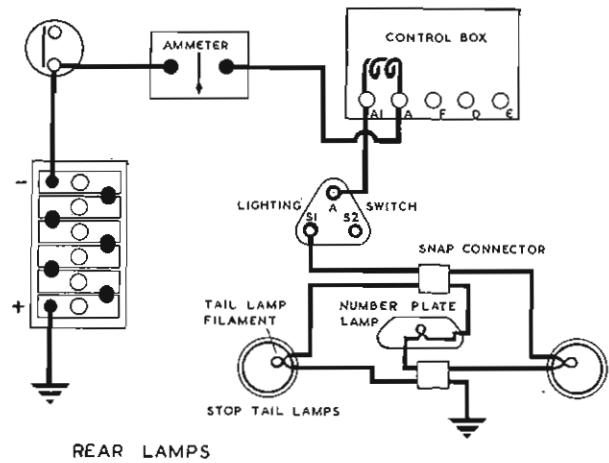 AMMETER
CONTROL BOX
A1 A F D E
-
LIGHTING A SWITCH
S1 S2
SNAP CONNECTOR
+
TAIL LAMP
FILAMENT
NUMBER PLATE
LAMP
STOP TAIL LAMPS
REAR LAMPS